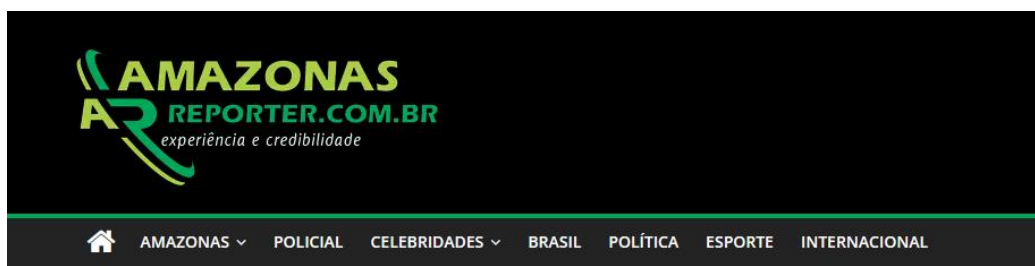 AMAZONAS
AR REPORTER.COM.BR
experiência e credibilidade
AMAZONAS POLICIAL CELEBRIDADES BRASIL POLÍTICA ESPORTE INTERNACIONAL